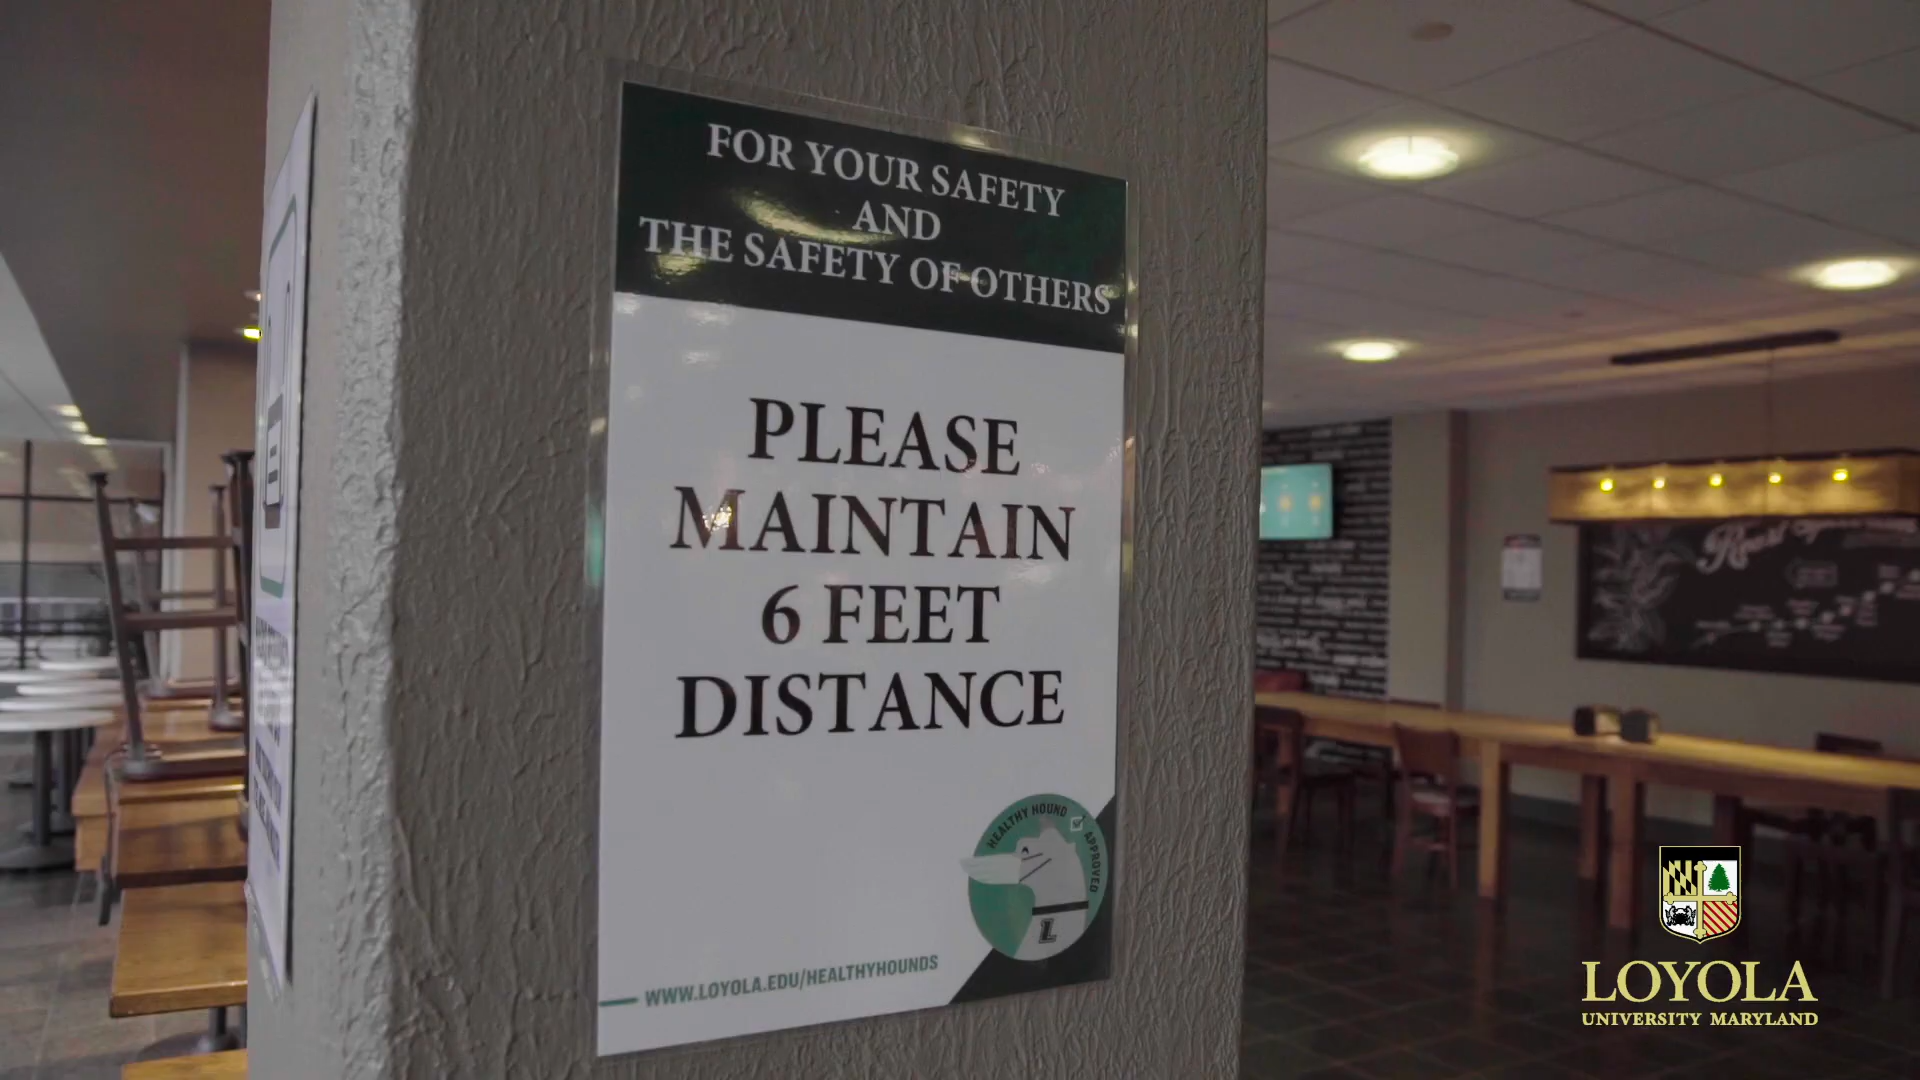 FOR YOUR SAFETY
AND
THE SAFETY OF OTHERS
PLEASE
MAINTAIN
6 FEET
DISTANCE
HEALTHY HOUND APPROVED
L
WWW.LOYOLA.EDU/HEALTHYHOUNDS
Roast
LOYOLA
UNIVERSITY MARYLAND